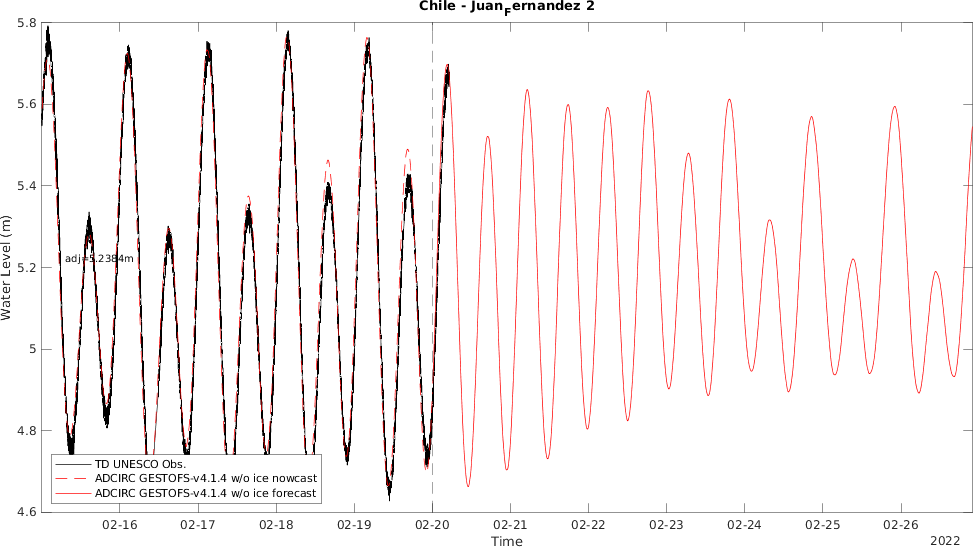 Chile - Juan_Fernandez 2
5.8
5.6
5.4
5.2
5
4.8
4.6
Water Level (m)
adj=5.2384m
TD UNESCO Obs.
ADCIRC GESTOFS-v4.1.4 w/o ice nowcast
ADCIRC GESTOFS-v4.1.4 w/o ice forecast
02-16 02-17 02-18 02-19 02-20 02-21 02-22 02-23 02-24 02-25 02-26
Time
2022